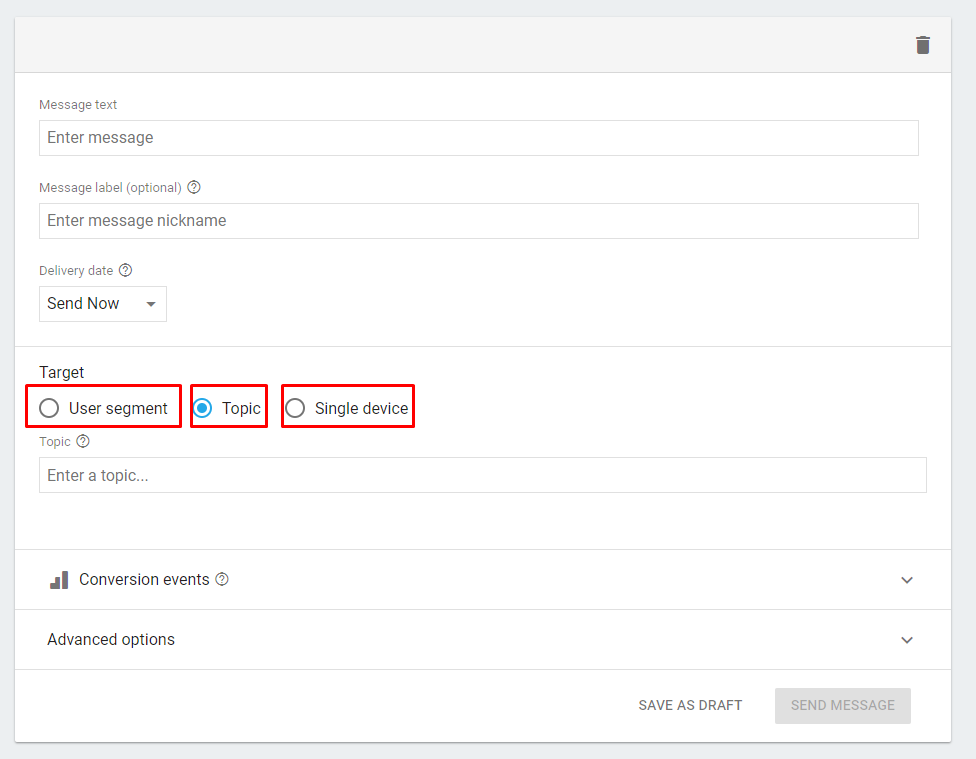 Message text
Enter message
Message label (optional)
Enter message nickname
Delivery date
Send Now
Target
User segment Topic Single device
Topic
Enter a topic...
Conversion events
Advanced options
SAVE AS DRAFT SEND MESSAGE